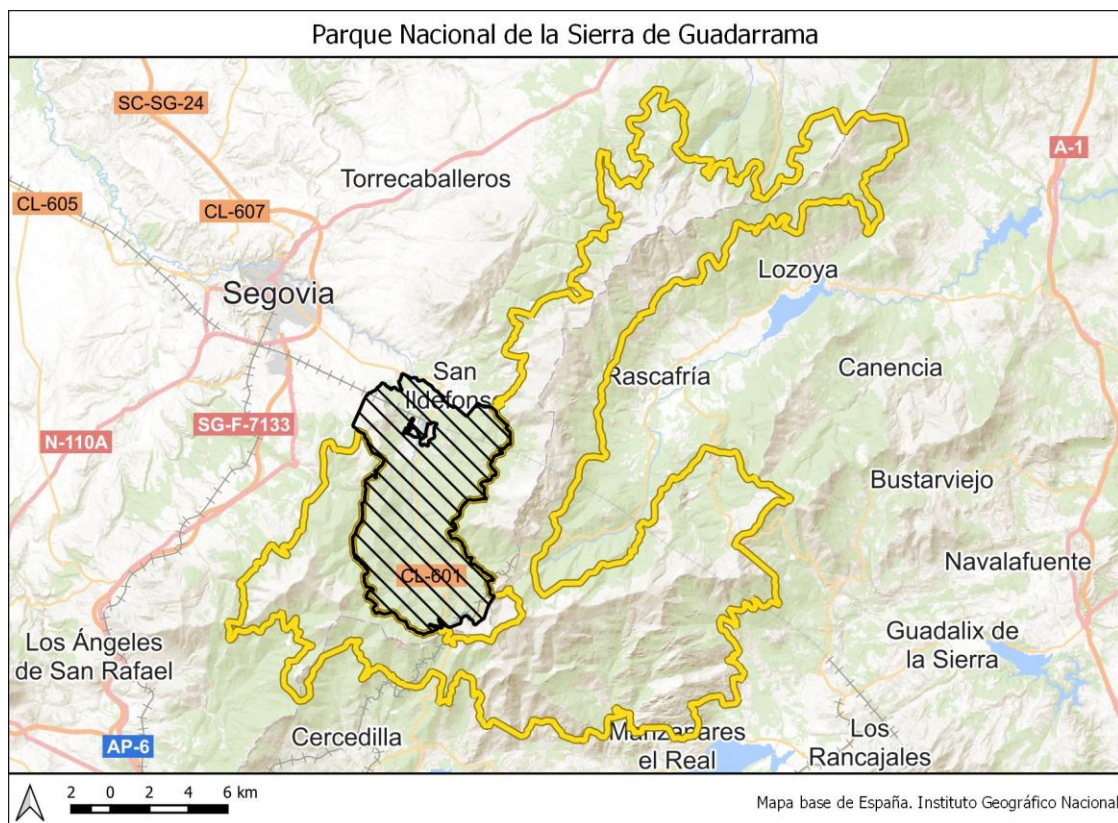 Parque Nacional de la Sierra de Guadarrama
SC-SG-24
A-1
Torrecaballeros
CL-605
CL-607
Lozoya
Segovia
San
Ildefons
Rascafría
Canencia
SG-F-7133
N-110A
Bustarviejo
Navalafuente
CL-601
Los Ángeles
de San Rafael
Guadalix de
la Sierra
Cercedilla
Manzanares
el Real
Los
Rancajales
AP-6
2 0 2 4 6 km
Mapa base de España. Instituto Geográfico Nacional